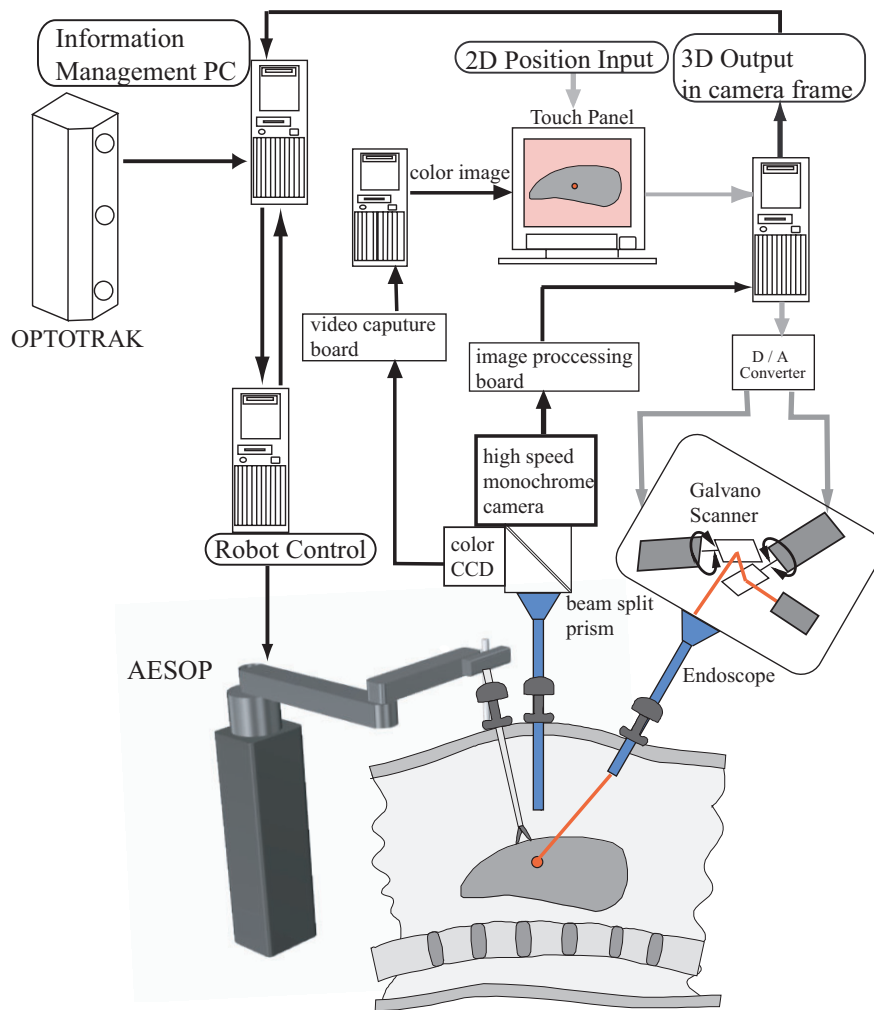 Information
Management PC
2D Position Input
3D Output
in camera frame
Touch Panel
color image
OPTOTRAK
video caputure
board
image proccessing
board
D / A
Converter
high speed
monochrome
camera
Galvano
Scanner
color
CCD
Robot Control
beam split
prism
AESOP
Endoscope